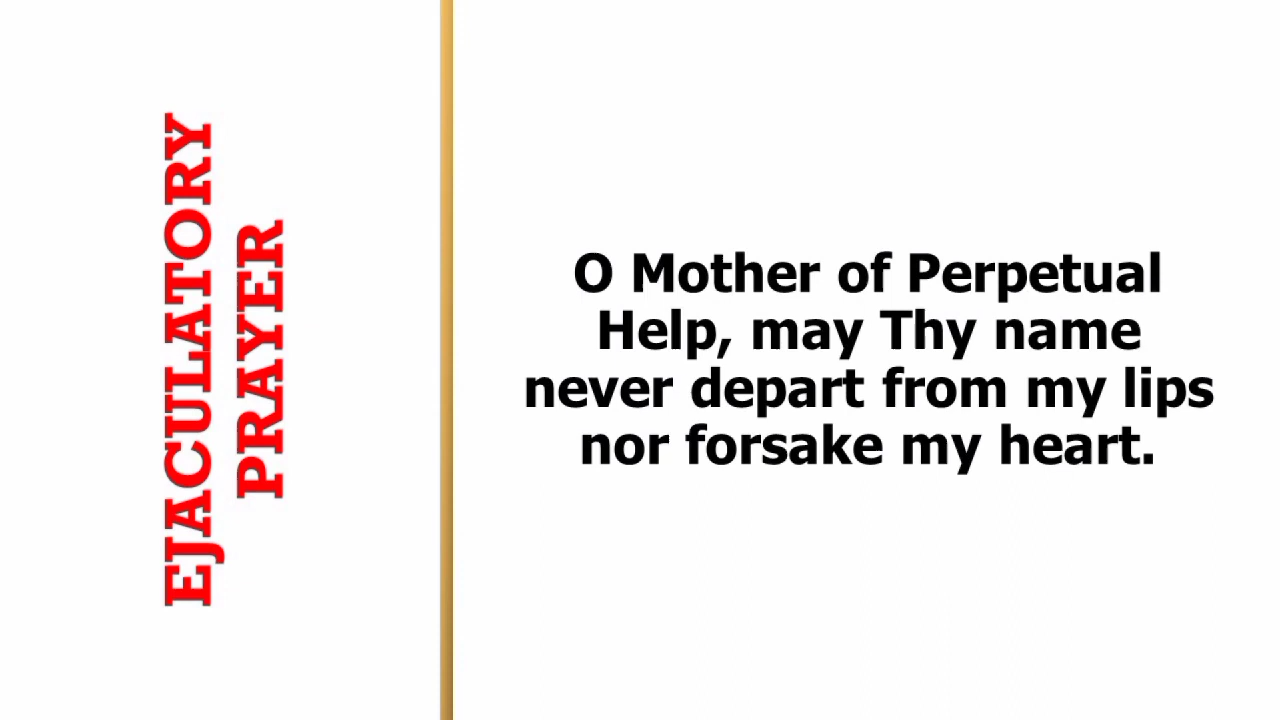 EJACULATORY
PRAYER
O Mother of Perpetual
Help, may Thy name
never depart from my lips
nor forsake my heart.